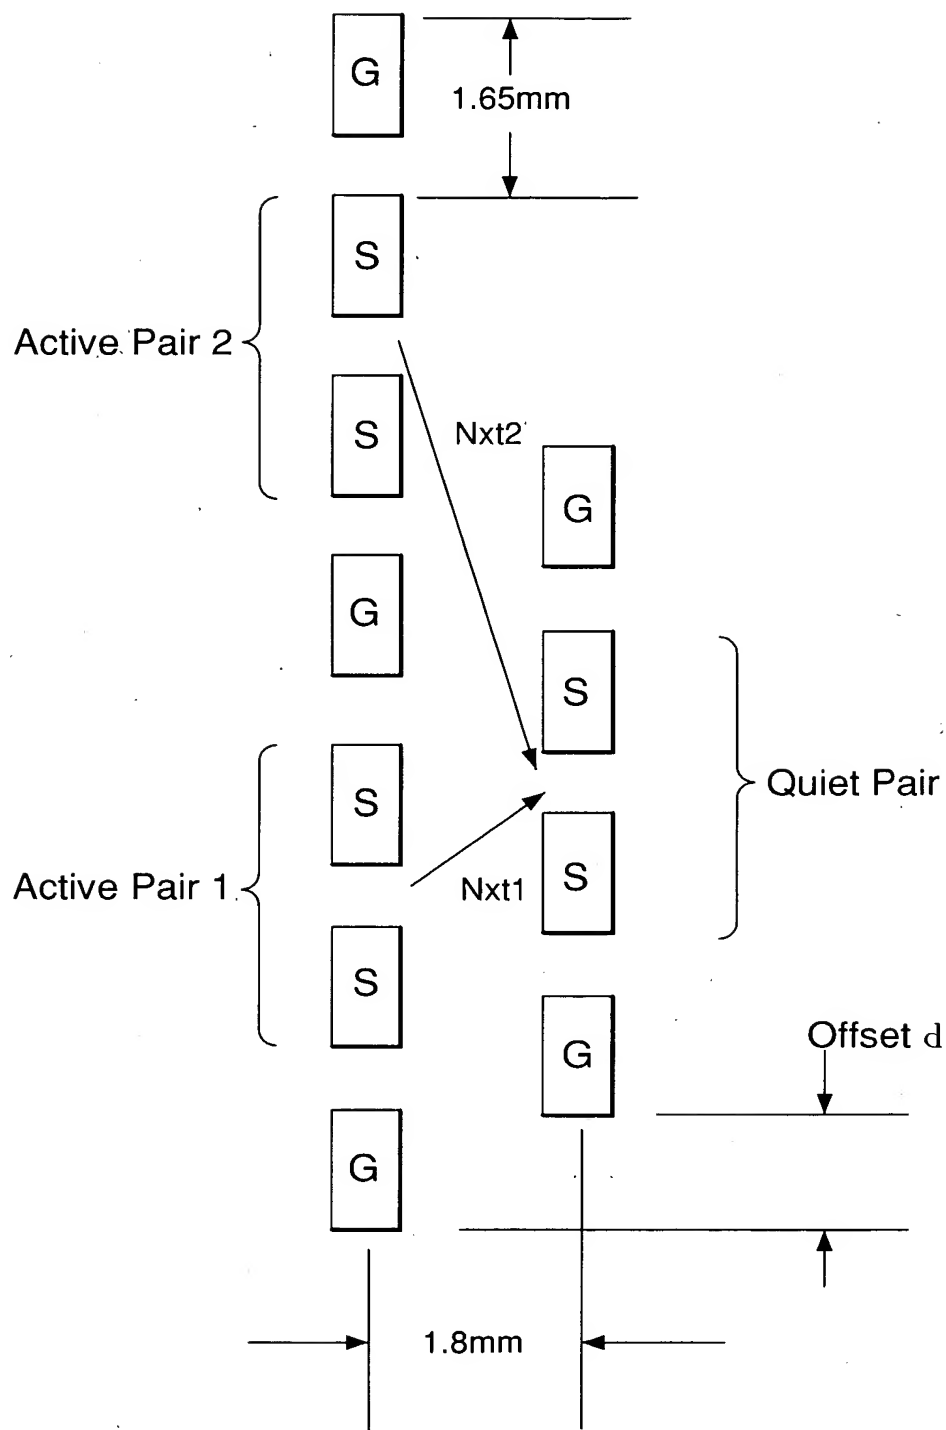 G
1.65mm
S
Active Pair 2
S
Nxt2
G
G
S
S
Quiet Pair
Active Pair 1
Nxt1
S
S
G
Offset d
G
1.8mm